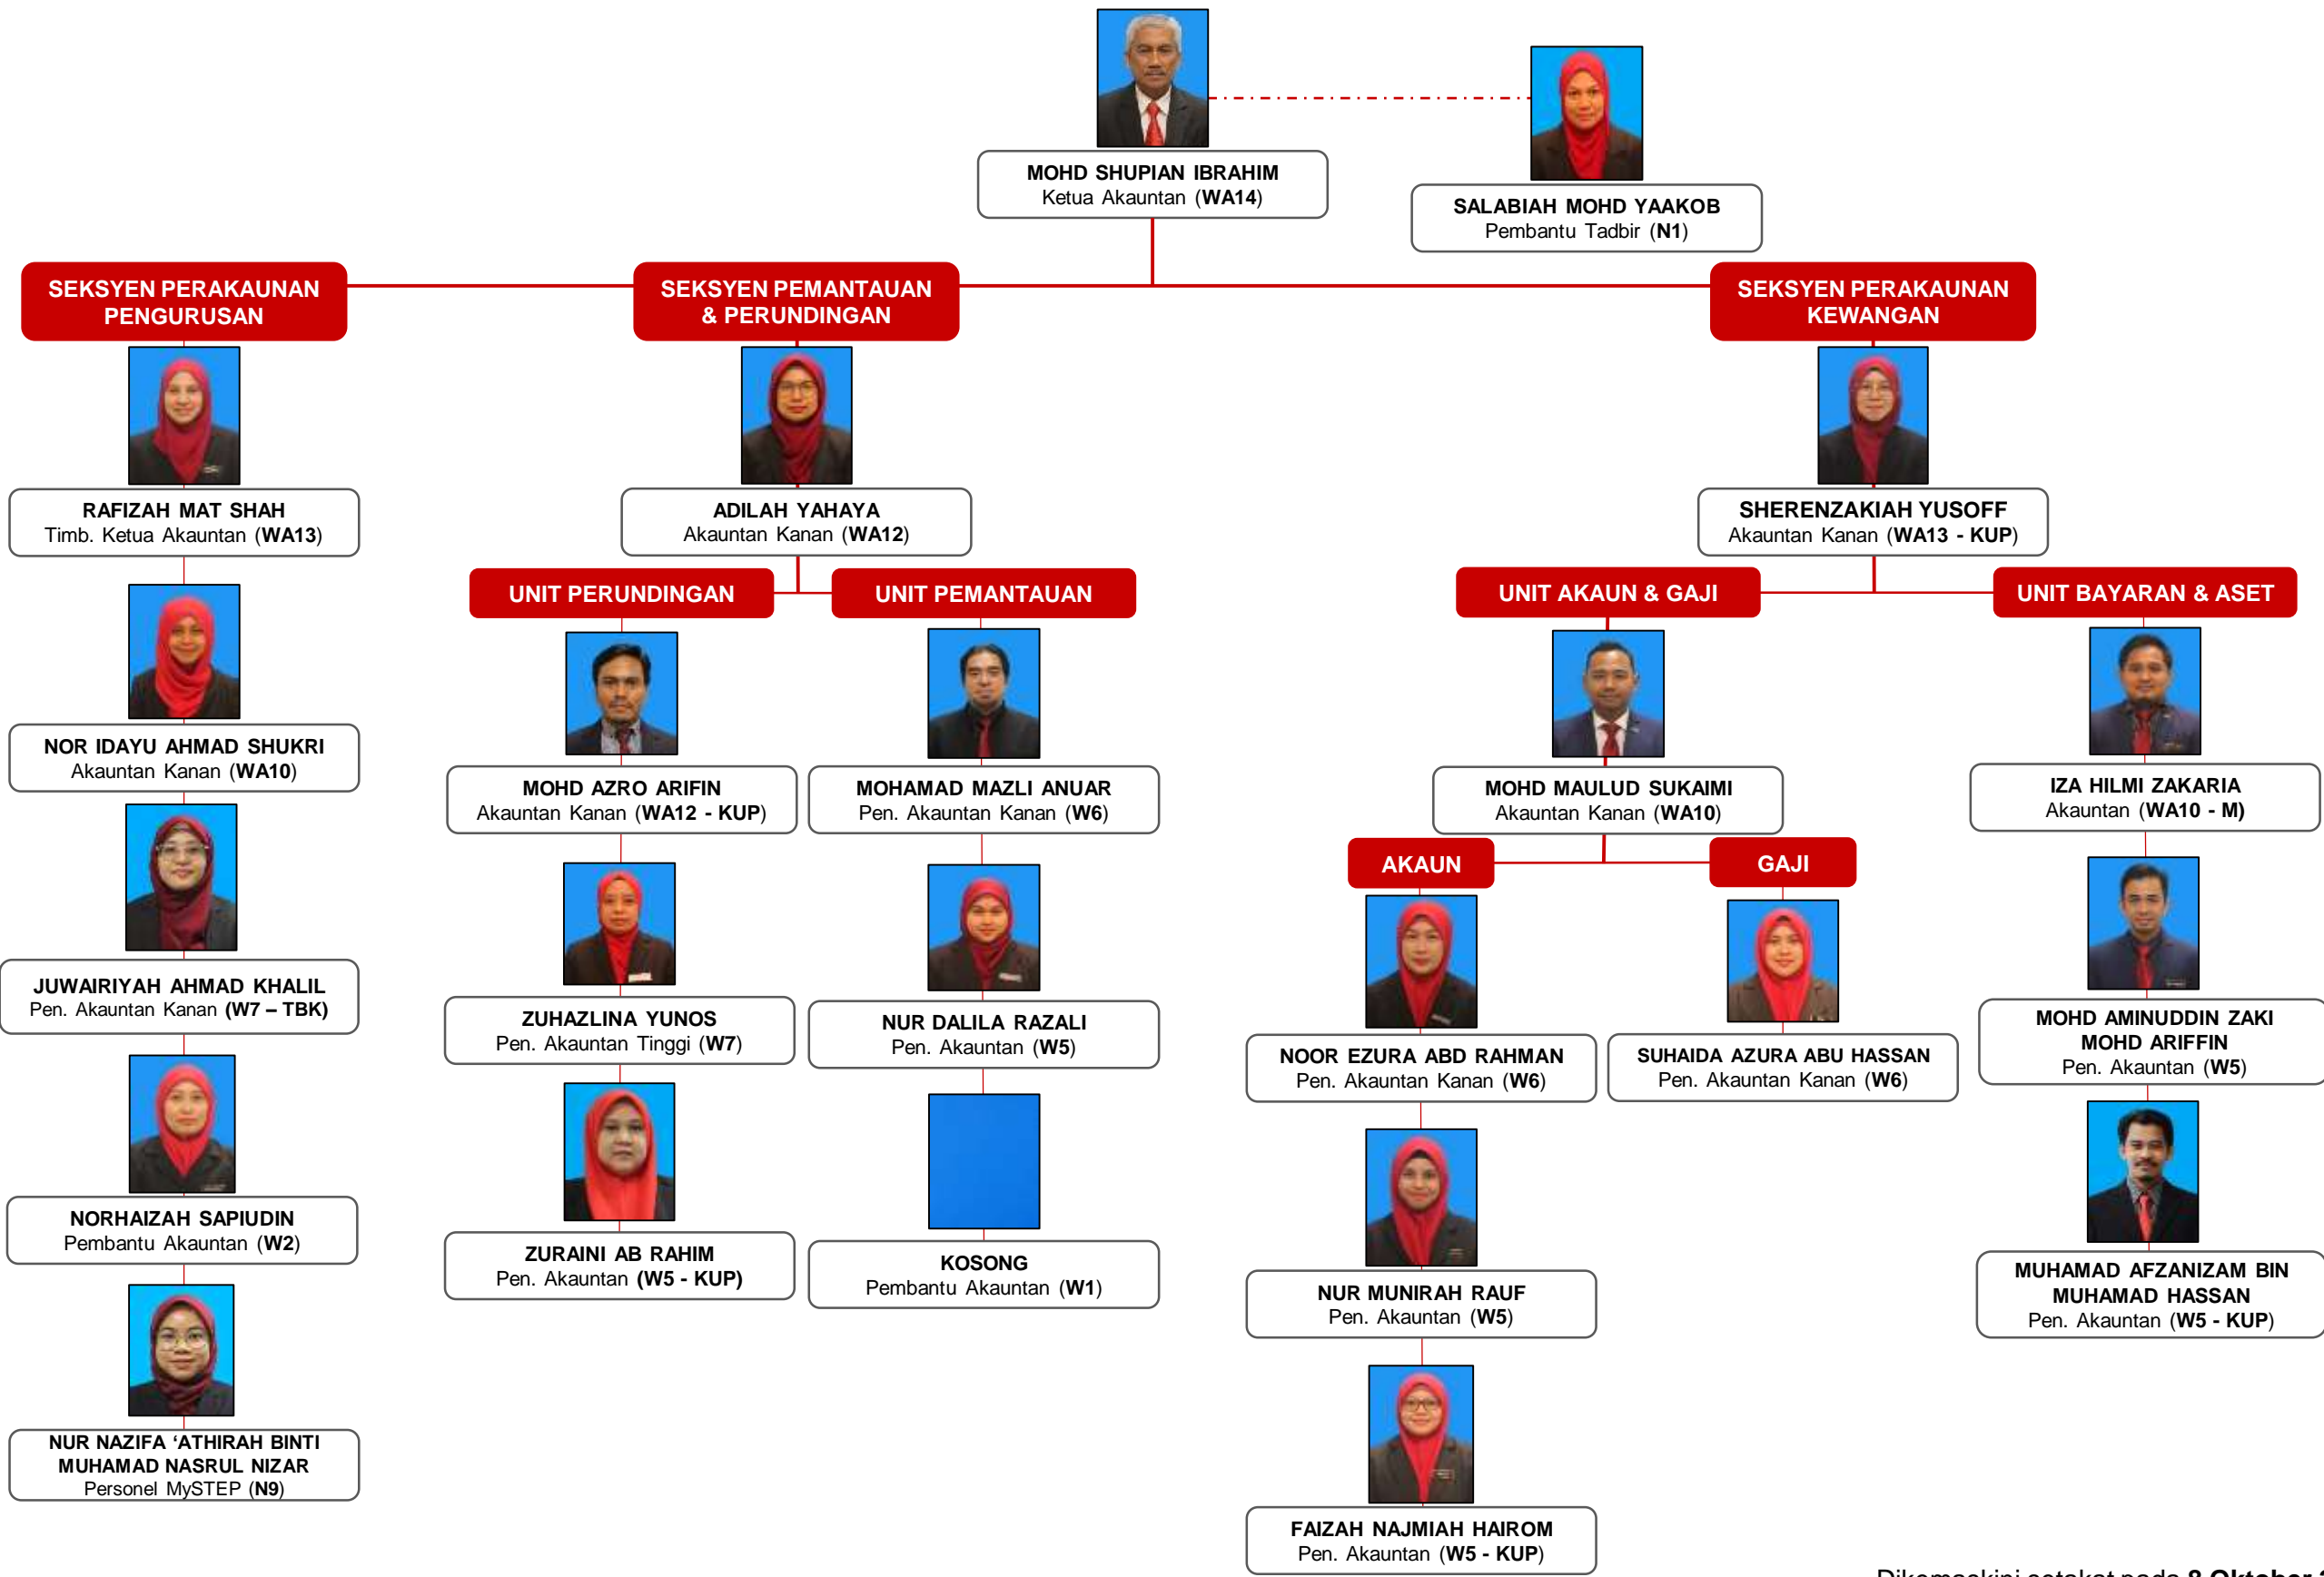 MOHD SHUPIAN IBRAHIM
Ketua Akauntan (WA14)
SALABIAH MOHD YAAKOB
Pembantu Tadbir (N1)
SEKSYEN PERAKAUNAN
PENGURUSAN
RAFIZAH MAT SHAH
Timb. Ketua Akauntan (WA13)
NOR IDAYU AHMAD SHUKRI
Akauntan Kanan (WA10)
JUWAIRIYAH AHMAD KHALIL
Pen. Akauntan Kanan (W7 – TBK)
NORHAIZAH SAPIUDIN
Pembantu Akauntan (W2)
NUR NAZIFA ‘ATHIRAH BINTI
MUHAMAD NASRUL NIZAR
Personel MySTEP (N9)
SEKSYEN PEMANTAUAN
& PERUNDINGAN
ADILAH YAHAYA
Akauntan Kanan (WA12)
UNIT PERUNDINGAN
MOHD AZRO ARIFIN
Akauntan Kanan (WA12 - KUP)
ZUHAZLINA YUNOS
Pen. Akauntan Tinggi (W7)
ZURAINI AB RAHIM
Pen. Akauntan (W5 - KUP)
UNIT PEMANTAUAN
MOHAMAD MAZLI ANUAR
Pen. Akauntan Kanan (W6)
NUR DALILA RAZALI
Pen. Akauntan (W5)
KOSONG
Pembantu Akauntan (W1)
SEKSYEN PERAKAUNAN
KEWANGAN
SHERENZAKIAH YUSOFF
Akauntan Kanan (WA13 - KUP)
UNIT AKAUN & GAJI
MOHD MAULUD SUKAIMI
Akauntan Kanan (WA10)
AKAUN
NOOR EZURA ABD RAHMAN
Pen. Akauntan Kanan (W6)
NUR MUNIRAH RAUF
Pen. Akauntan (W5)
FAIZAH NAJMIAH HAIROM
Pen. Akauntan (W5 - KUP)
GAJI
SUHAIDA AZURA ABU HASSAN
Pen. Akauntan Kanan (W6)
UNIT BAYARAN & ASET
IZA HILMI ZAKARIA
Akauntan (WA10 - M)
MOHD AMINUDDIN ZAKI
MOHD ARIFFIN
Pen. Akauntan (W5)
MUHAMAD AFZANIZAM BIN
MUHAMAD HASSAN
Pen. Akauntan (W5 - KUP)
Dikemaskini setakat pada 8 Oktober